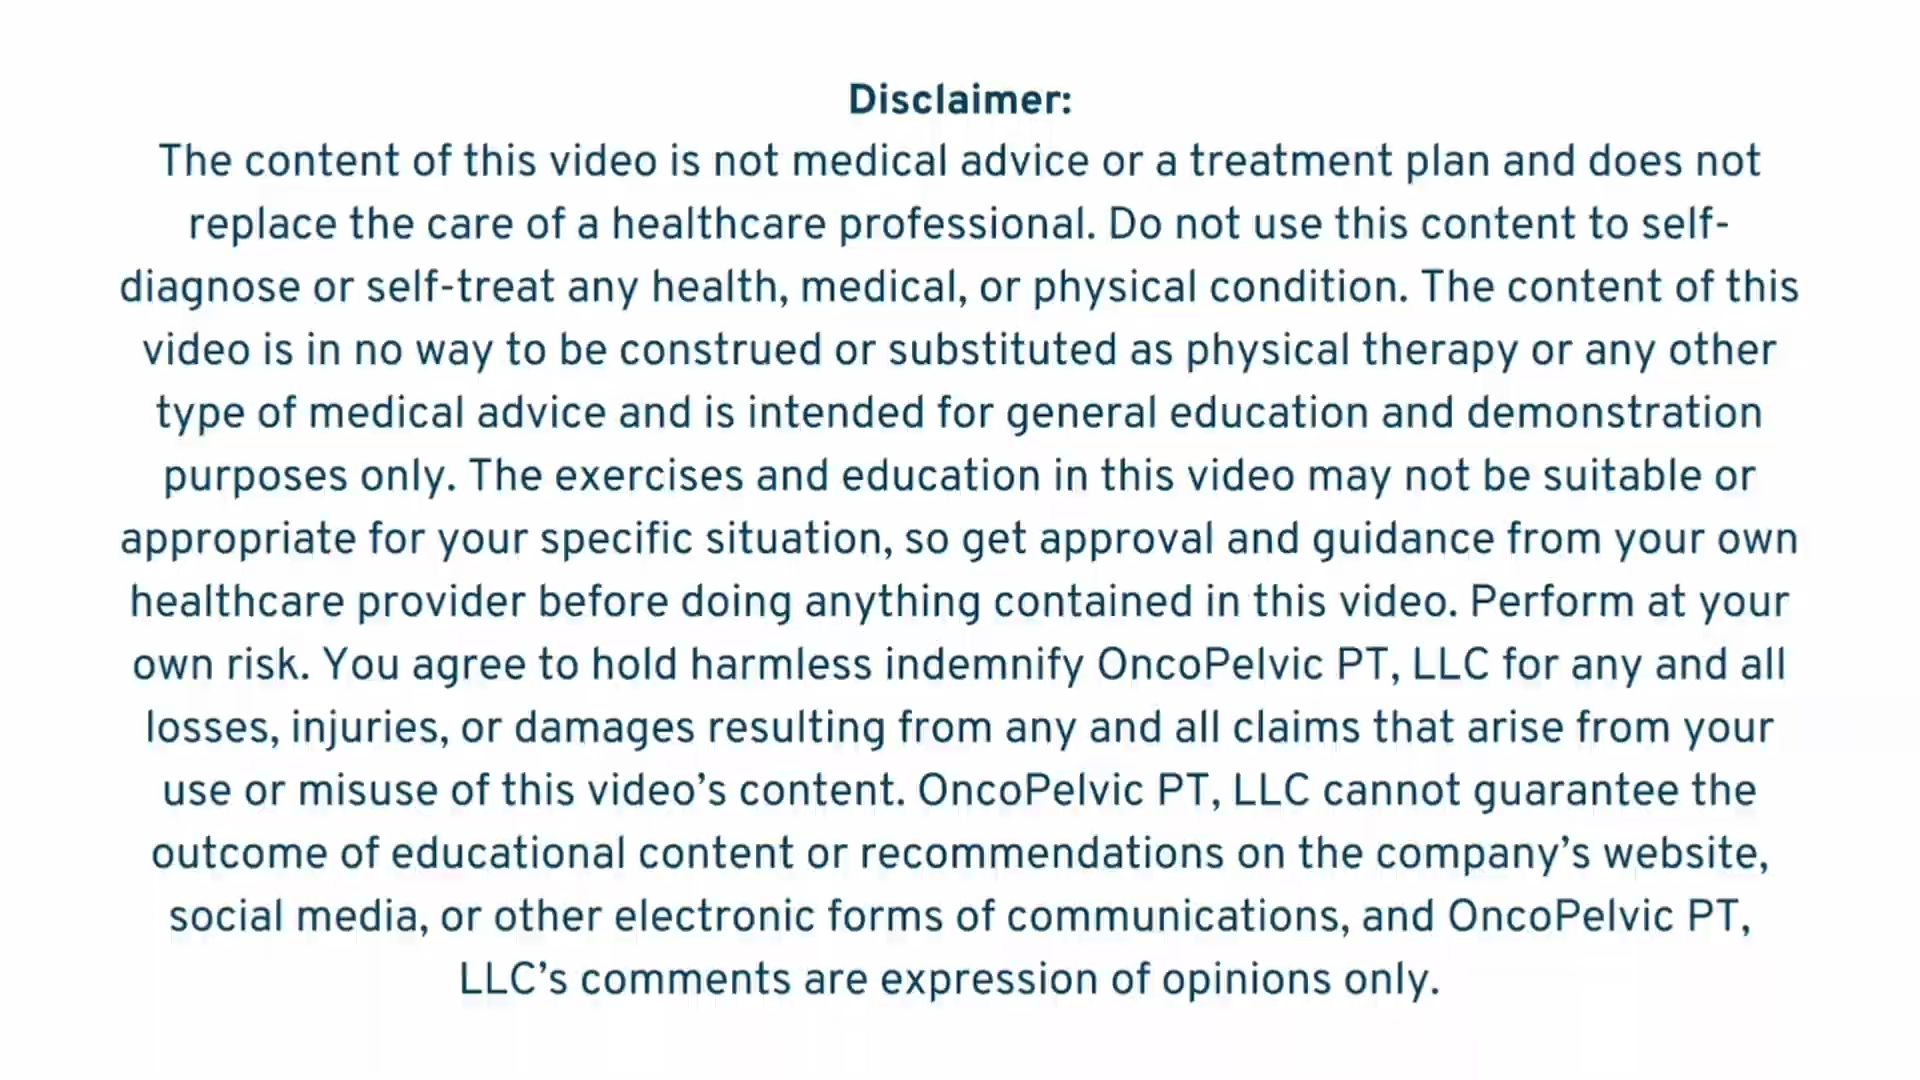 Disclaimer:
The content of this video is not medical advice or a treatment plan and does not
replace the care of a healthcare professional. Do not use this content to self-
diagnose or self-treat any health, medical, or physical condition. The content of this
video is in no way to be construed or substituted as physical therapy or any other
type of medical advice and is intended for general education and demonstration
purposes only. The exercises and education in this video may not be suitable or
appropriate for your specific situation, so get approval and guidance from your own
healthcare provider before doing anything contained in this video. Perform at your
own risk. You agree to hold harmless indemnify OncoPelvic PT, LLC for any and all
losses, injuries, or damages resulting from any and all claims that arise from your
use or misuse of this video’s content. OncoPelvic PT, LLC cannot guarantee the
outcome of educational content or recommendations on the company’s website,
social media, or other electronic forms of communications, and OncoPelvic PT,
LLC’s comments are expression of opinions only.